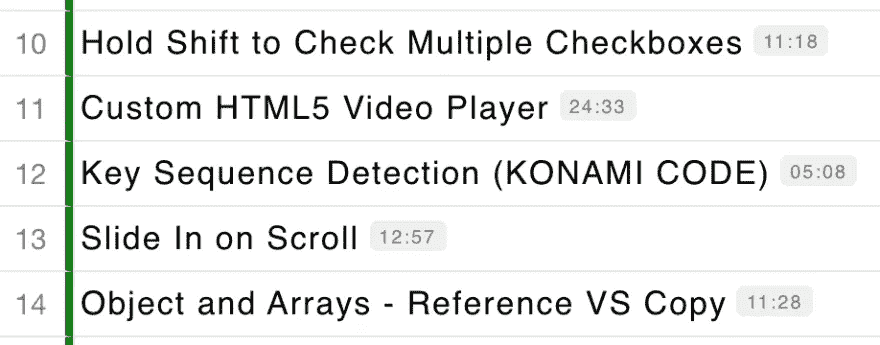 10 Hold Shift to Check Multiple Checkboxes 11:18
11 Custom HTML5 Video Player 24:33
12 Key Sequence Detection (KONAMI CODE) 05:08
13 Slide In on Scroll 12:57
14 Object and Arrays - Reference VS Copy 11:28